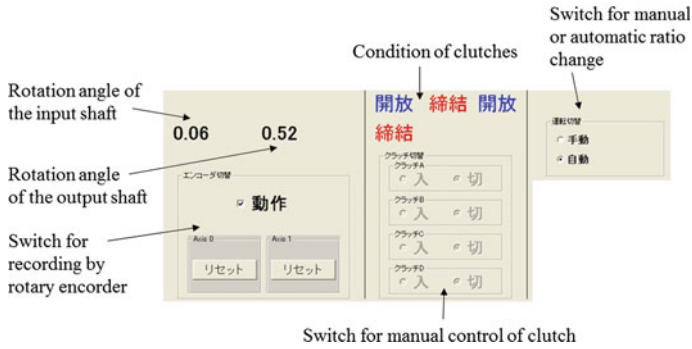 Switch for manual
or automatic ratio
change
Condition of clutches
Rotation angle of
the input shaft
0.06
0.52
Rotation angle
of the output shaft
エンコーダ切替
動作
Switch for
recording by
rotary encorder
Axis 0
リセット
Axis 1
リセット
開放 締結 開放
締結
クラッチ切替
クラッチA
入 切
クラッチB
入 切
クラッチC
入 切
クラッチD
入 切
運転切替
手動
自動
Switch for manual control of clutch